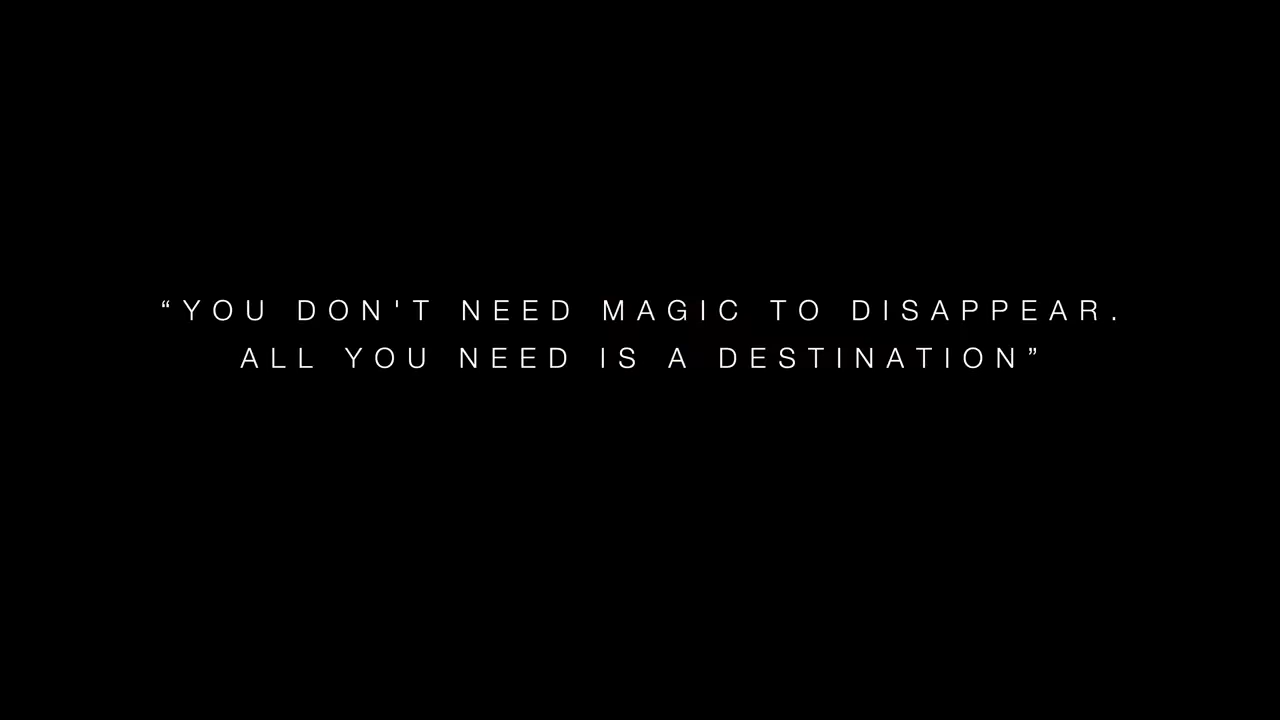 “YOU DON'T NEED MAGIC TO DISAPPEAR.
ALL YOU NEED IS A DESTINATION”